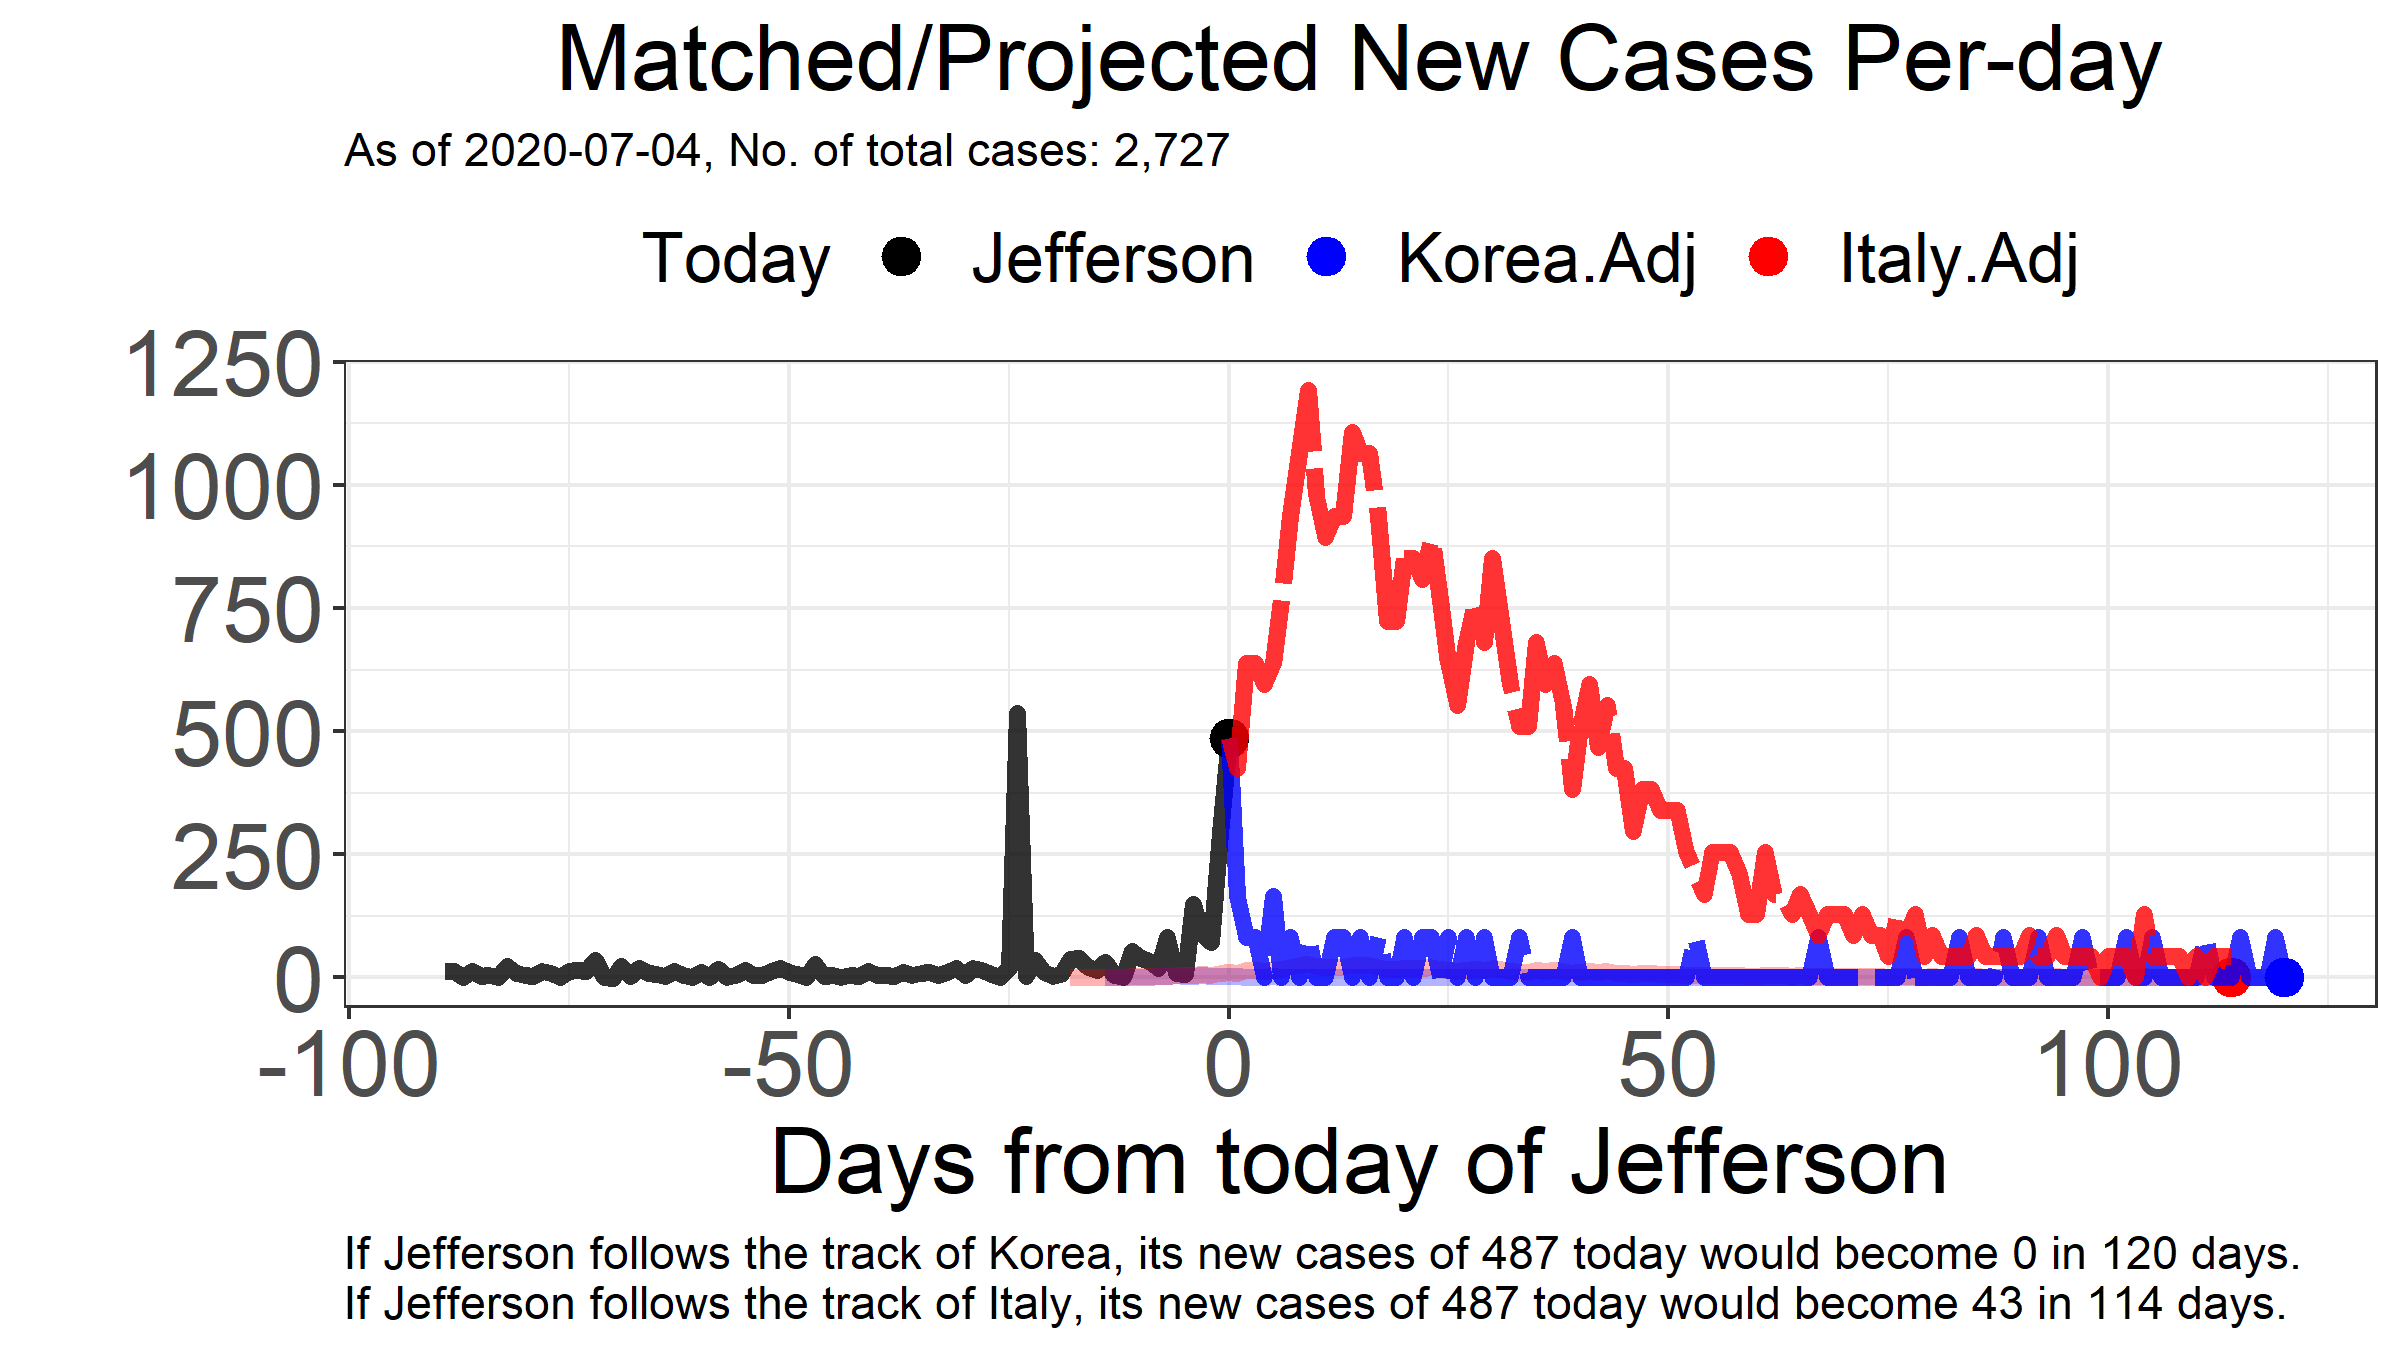 Matched/Projected New Cases Per-day
As of 2020-07-04, No. of total cases: 2,727
Today Jefferson Korea.Adj Italy.Adj
1250
1000
750
500
250
0
-100 -50 0 50 100
Days from today of Jefferson
If Jefferson follows the track of Korea, its new cases of 487 today would become 0 in 120 days.
If Jefferson follows the track of Italy, its new cases of 487 today would become 43 in 114 days.